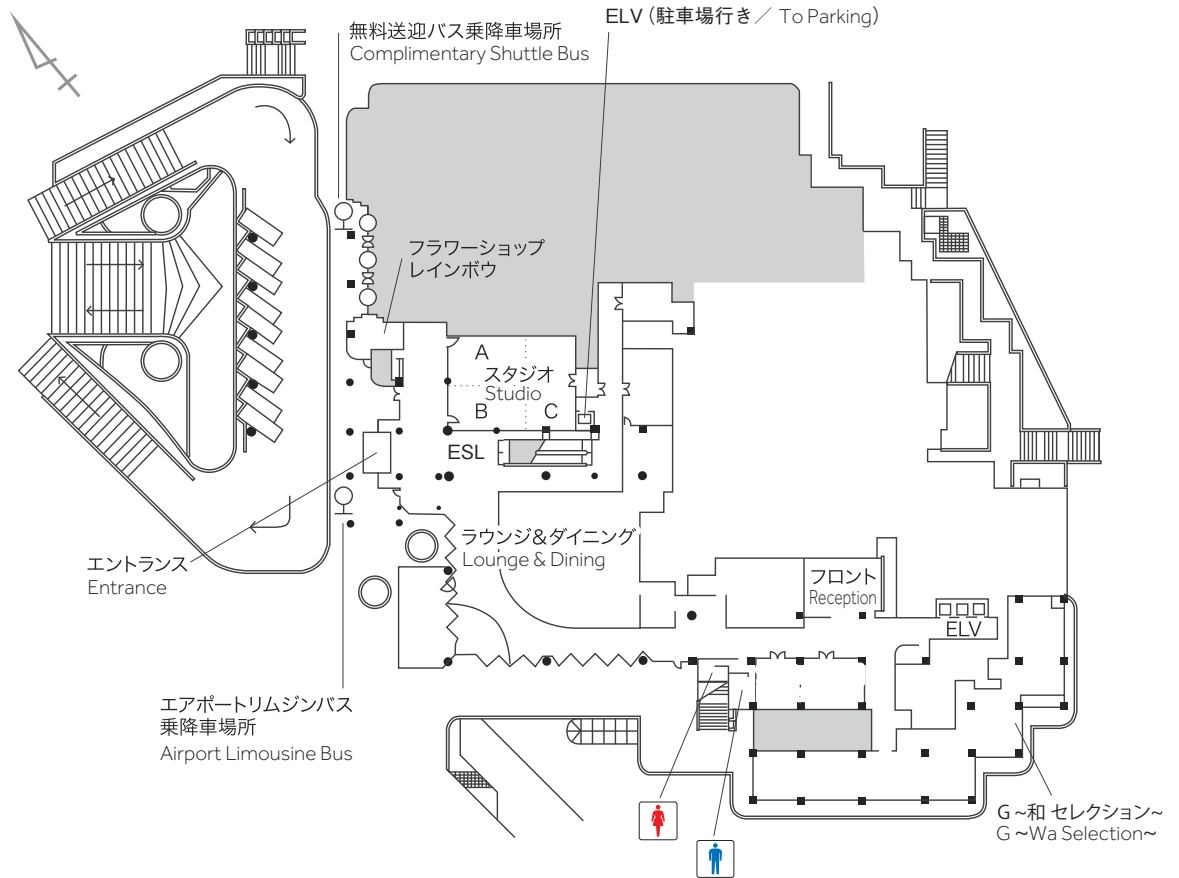 ELV（駐車場行き／ To Parking）
無料送迎バス乗降車場所
Complimentary Shuttle Bus
フラワーショップ
レインボウ
A
スタジオ
Studio
B
C
ESL
ラウンジ&ダイニング
Lounge & Dining
エントランス
Entrance
フロント
Reception
ELV
エアポートリムジンバス
乗降車場所
Airport Limousine Bus
G ~和 セレクション~
G ~Wa Selection~